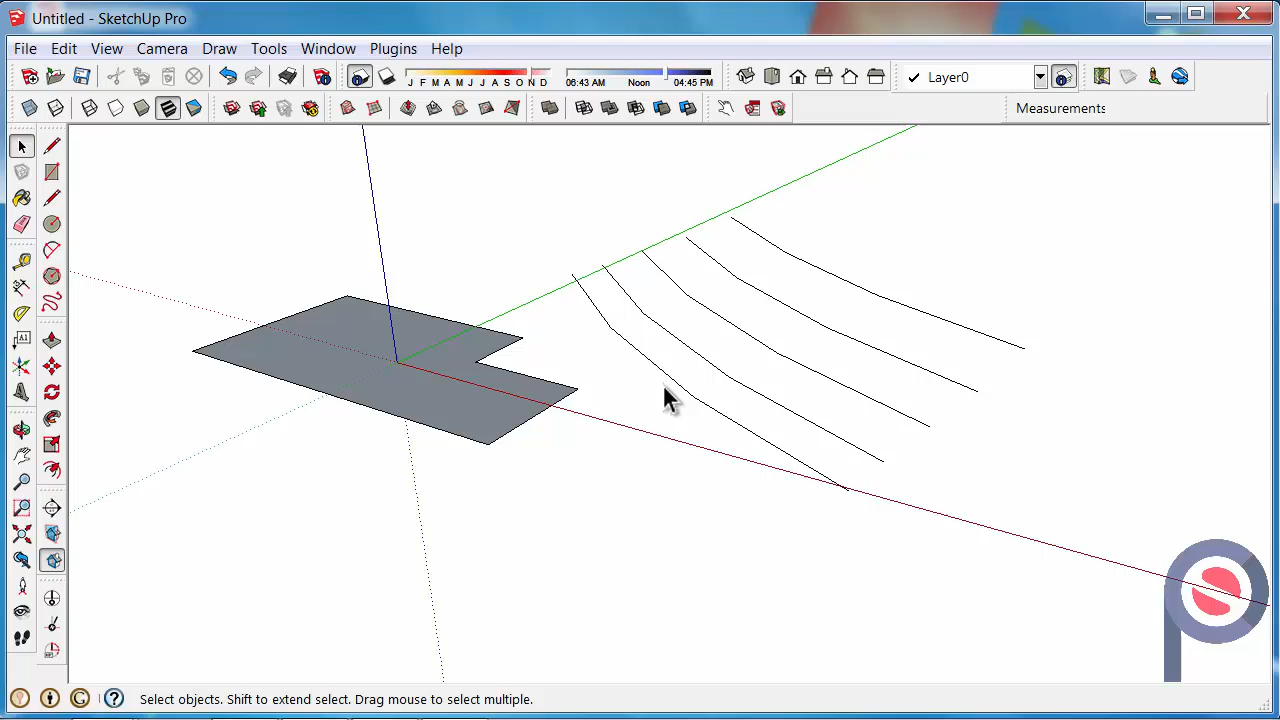 Untitled - SketchUp Pro
File Edit View Camera Draw Tools Window Plugins Help
J F M A M J J A S O N D
06:43 AM Noon 04:45 PM
Layer0
Measurements
A1
Select objects. Shift to extend select. Drag mouse to select multiple.